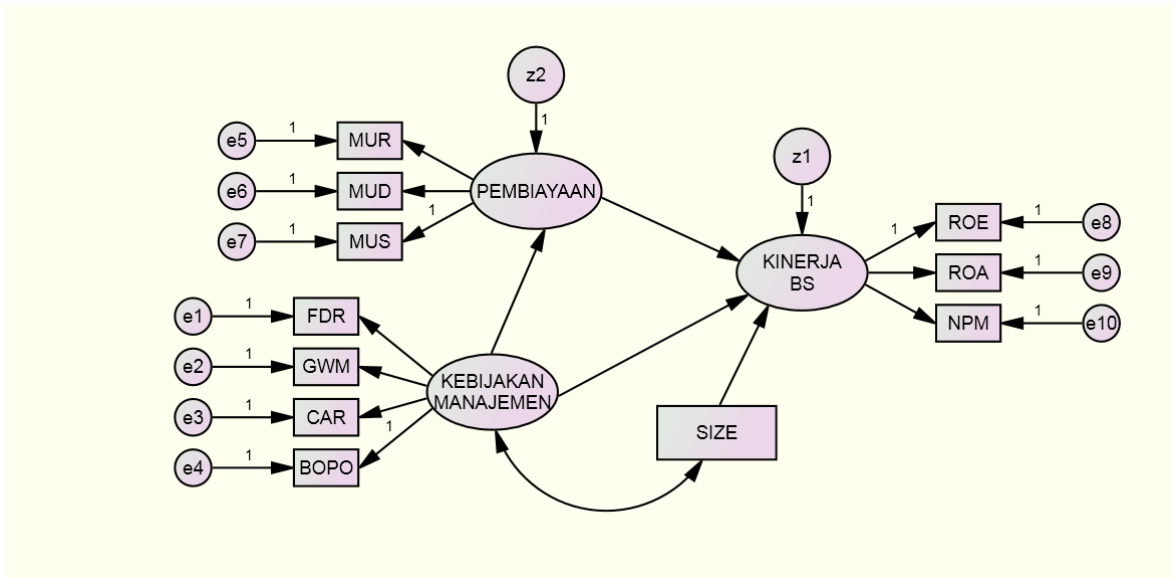 z2
1
e5
1
MUR
z1
e6
1
MUD
PEMBIAYAAN
1
1
e7
1
MUS
1
ROE
1
e8
KINERJA
BS
ROA
1
e9
e1
1
FDR
NPM
1
e10
e2
1
GWM
KEBIJAKAN
MANAJEMEN
e3
1
CAR
1
SIZE
e4
1
BOPO